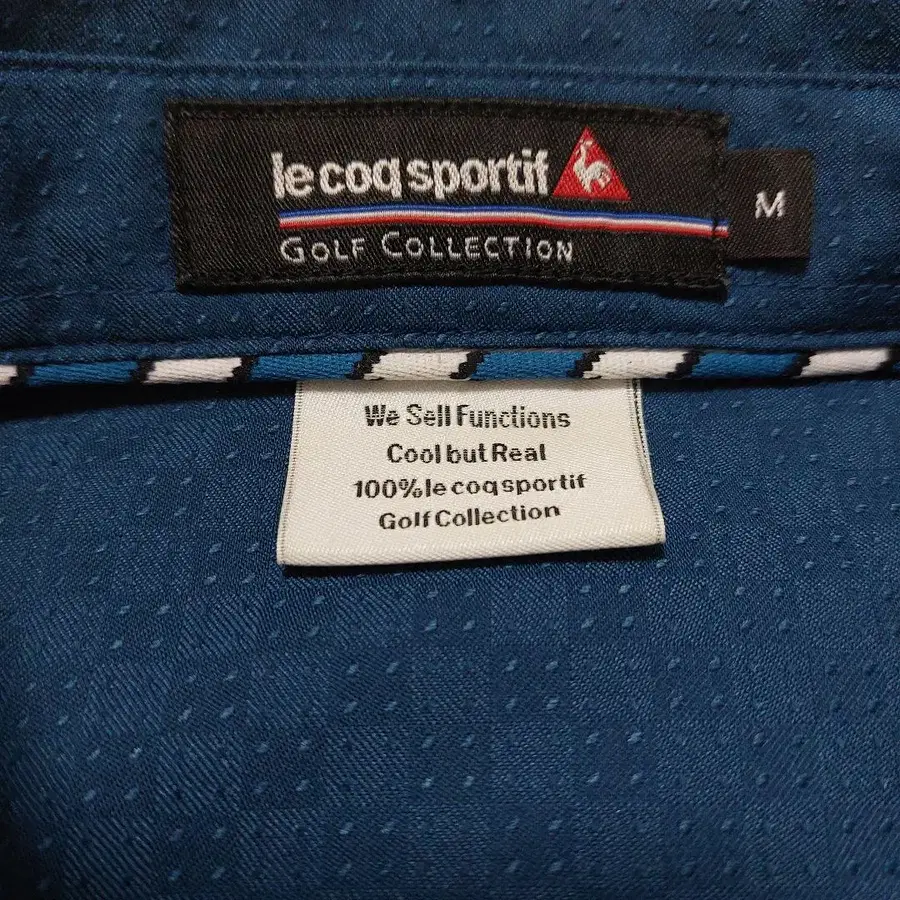 le coq sportif
GOLF COLLECTION
M
We Sell Functions
Cool but Real
100% le coq sportif
Golf Collection